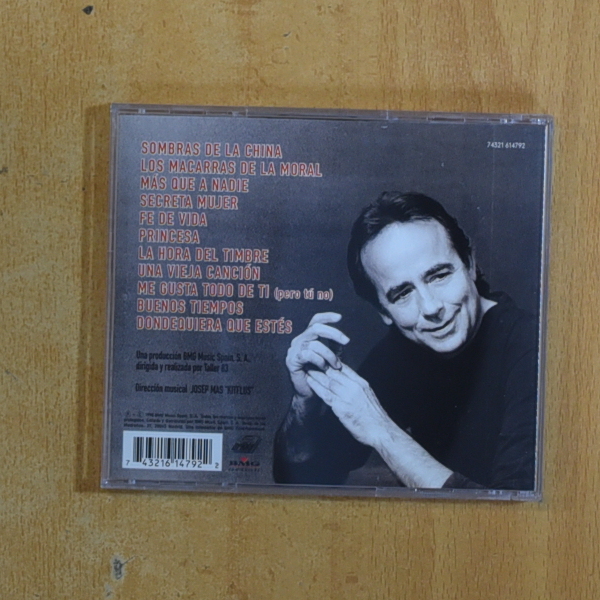 74321 614792
SOMBRAS DE LA CHINA
LOS MACARRAS DE LA MORAL
MÁS QUE A NADIE
SECRETA MUJER
FE DE VIDA
PRINCESA
LA HORA DEL TIMBRE
UNA VIEJA CANCIÓN
ME GUSTA TODO DE TI (pero tú no)
BUENOS TIEMPOS
DONDEQUIERA QUE ESTÉS
Una producción BMG Music Spain, S. A.
dirigida y realizada por Taller 83
Dirección musical JOSEP MAS "KITFLUS"
BMG
7 43216 14792 2